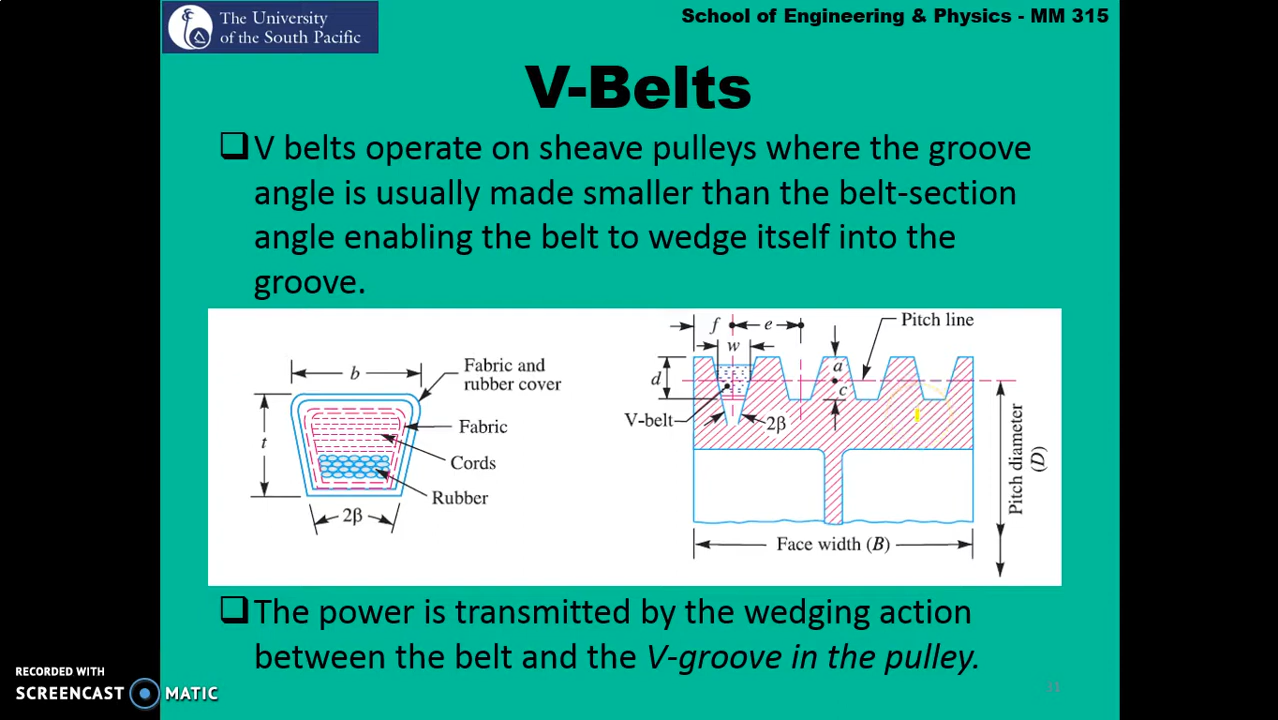 The University
of the South Pacific
School of Engineering & Physics - MM 315
V-Belts
V belts operate on sheave pulleys where the groove
angle is usually made smaller than the belt-section
angle enabling the belt to wedge itself into the
groove.
b
Fabric and
rubber cover
t
Fabric
Cords
Rubber
2β
f
e
Pitch line
w
a
d
c
V-belt
2β
Pitch diameter
(D)
Face width (B)
The power is transmitted by the wedging action
between the belt and the V-groove in the pulley.
RECORDED WITH
SCREENCAST MATIC
31